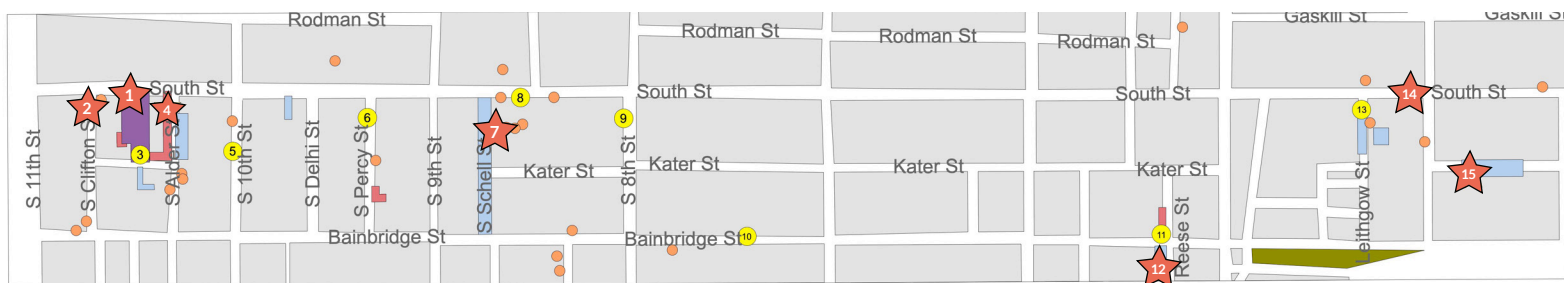 Rodman St
Rodman St
Rodman St
Rodman St
Gaskill St
Gaskill St
South St
South St
South St
South St
1
2
4
3
5
6
7
8
9
10
11
12
13
14
15
S 11th St
S Clifton St
S Alder St
S 10th St
S Delhi St
S Percy St
S 9th St
S Schell St
S 8th St
Kater St
Kater St
Kater St
Kater St
Bainbridge St
Bainbridge St
Reese St
Leithgow St